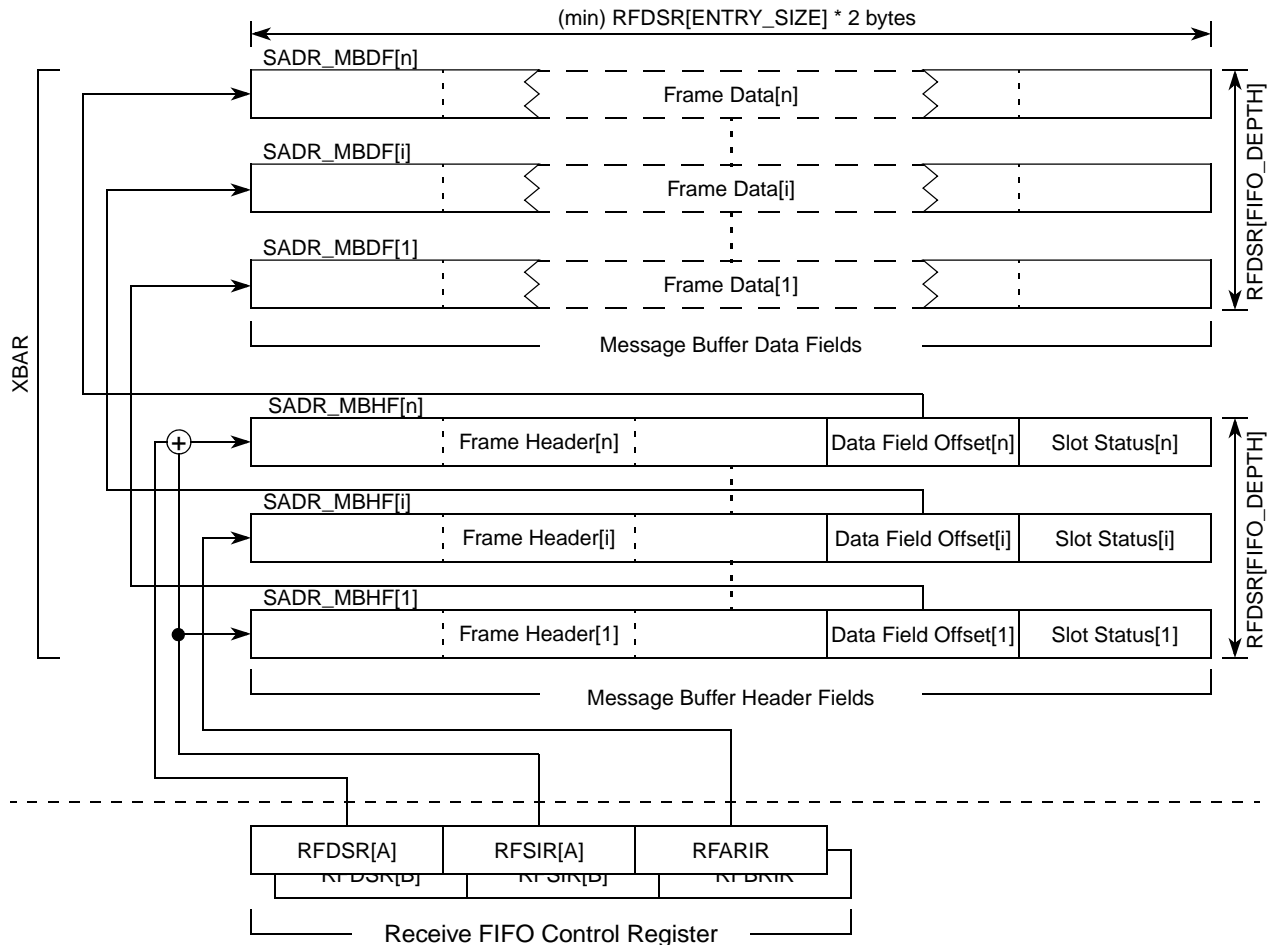 (min) RFDSR[ENTRY_SIZE] * 2 bytes
SADR_MBDF[n]
Frame Data[n]
SADR_MBDF[i]
Frame Data[i]
SADR_MBDF[1]
Frame Data[1]
RFDSR[FIFO_DEPTH]
Message Buffer Data Fields
XBAR
SADR_MBHF[n]
+ Frame Header[n] Data Field Offset[n] Slot Status[n]
SADR_MBHF[i]
Frame Header[i] Data Field Offset[i] Slot Status[i]
SADR_MBHF[1]
Frame Header[1] Data Field Offset[1] Slot Status[1]
RFDSR[FIFO_DEPTH]
Message Buffer Header Fields
RFDSR[A] RFSIR[A] RFARIR
RFDSR[B] RFSIR[B] RFBRIR
Receive FIFO Control Register